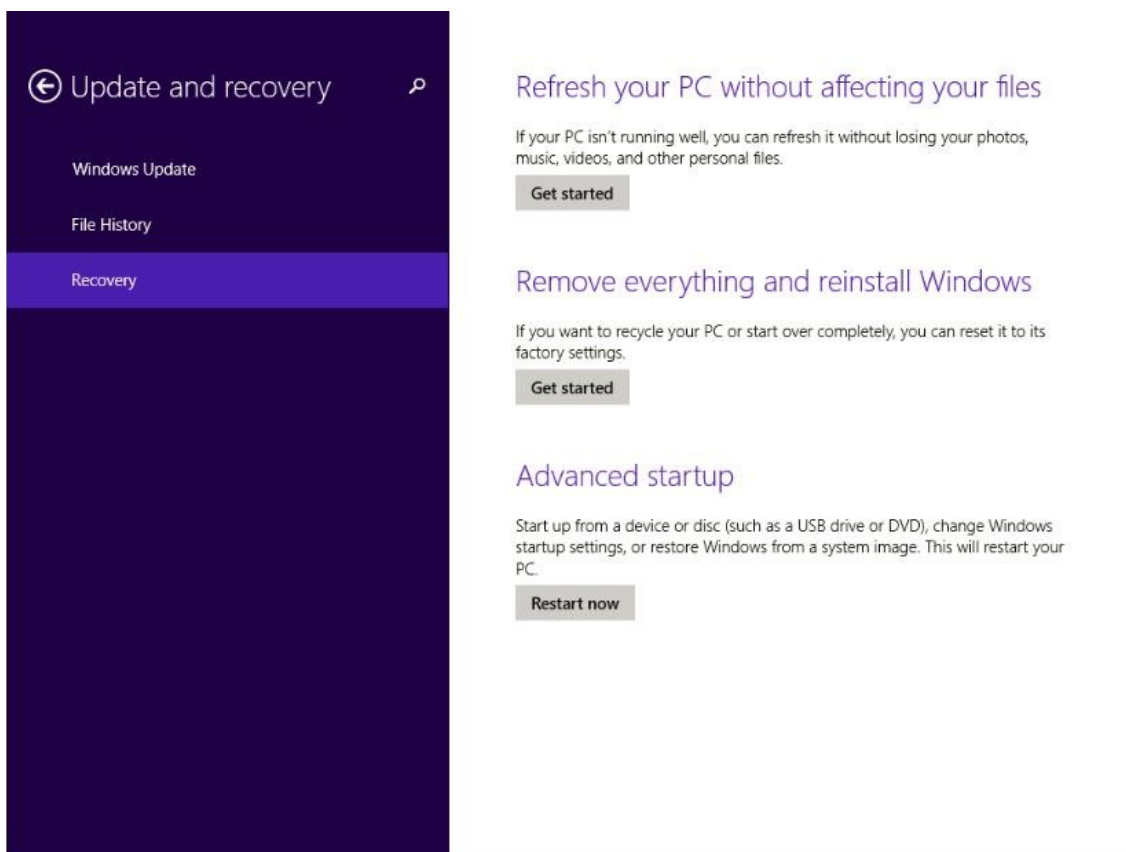 Update and recovery
Windows Update
File History
Recovery
Refresh your PC without affecting your files
If your PC isn't running well, you can refresh it without losing your photos,
music, videos, and other personal files.
Get started
Remove everything and reinstall Windows
If you want to recycle your PC or start over completely, you can reset it to its
factory settings.
Get started
Advanced startup
Start up from a device or disc (such as a USB drive or DVD), change Windows
startup settings, or restore Windows from a system image. This will restart your
PC.
Restart now